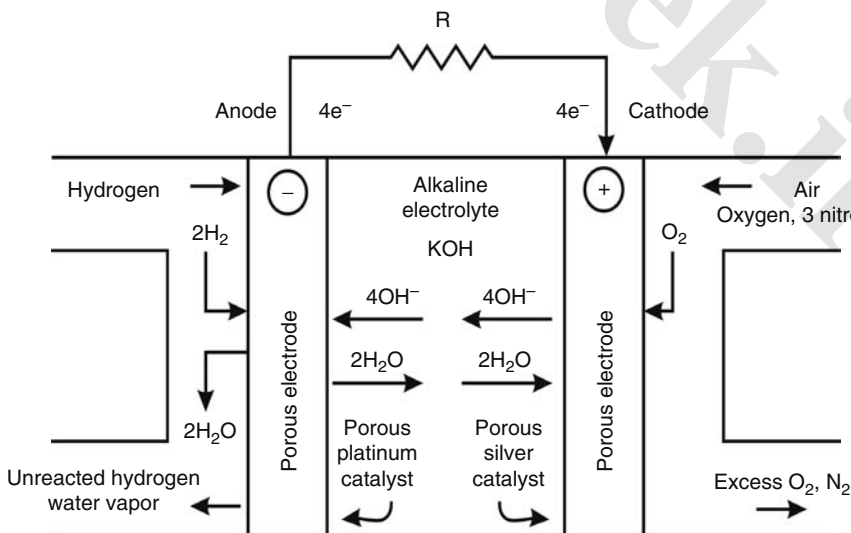 R
Anode
4e⁻
4e⁻
Cathode
Hydrogen
−
Alkaline
electrolyte
KOH
+
Air
Oxygen, 3
2H₂
O₂
4OH⁻
4OH⁻
2H₂O
2H₂O
2H₂O
Porous electrode
Porous
platinum
catalyst
Porous
silver
catalyst
Porous electrode
Unreacted hydrogen
water vapor
Excess O₂, N₂